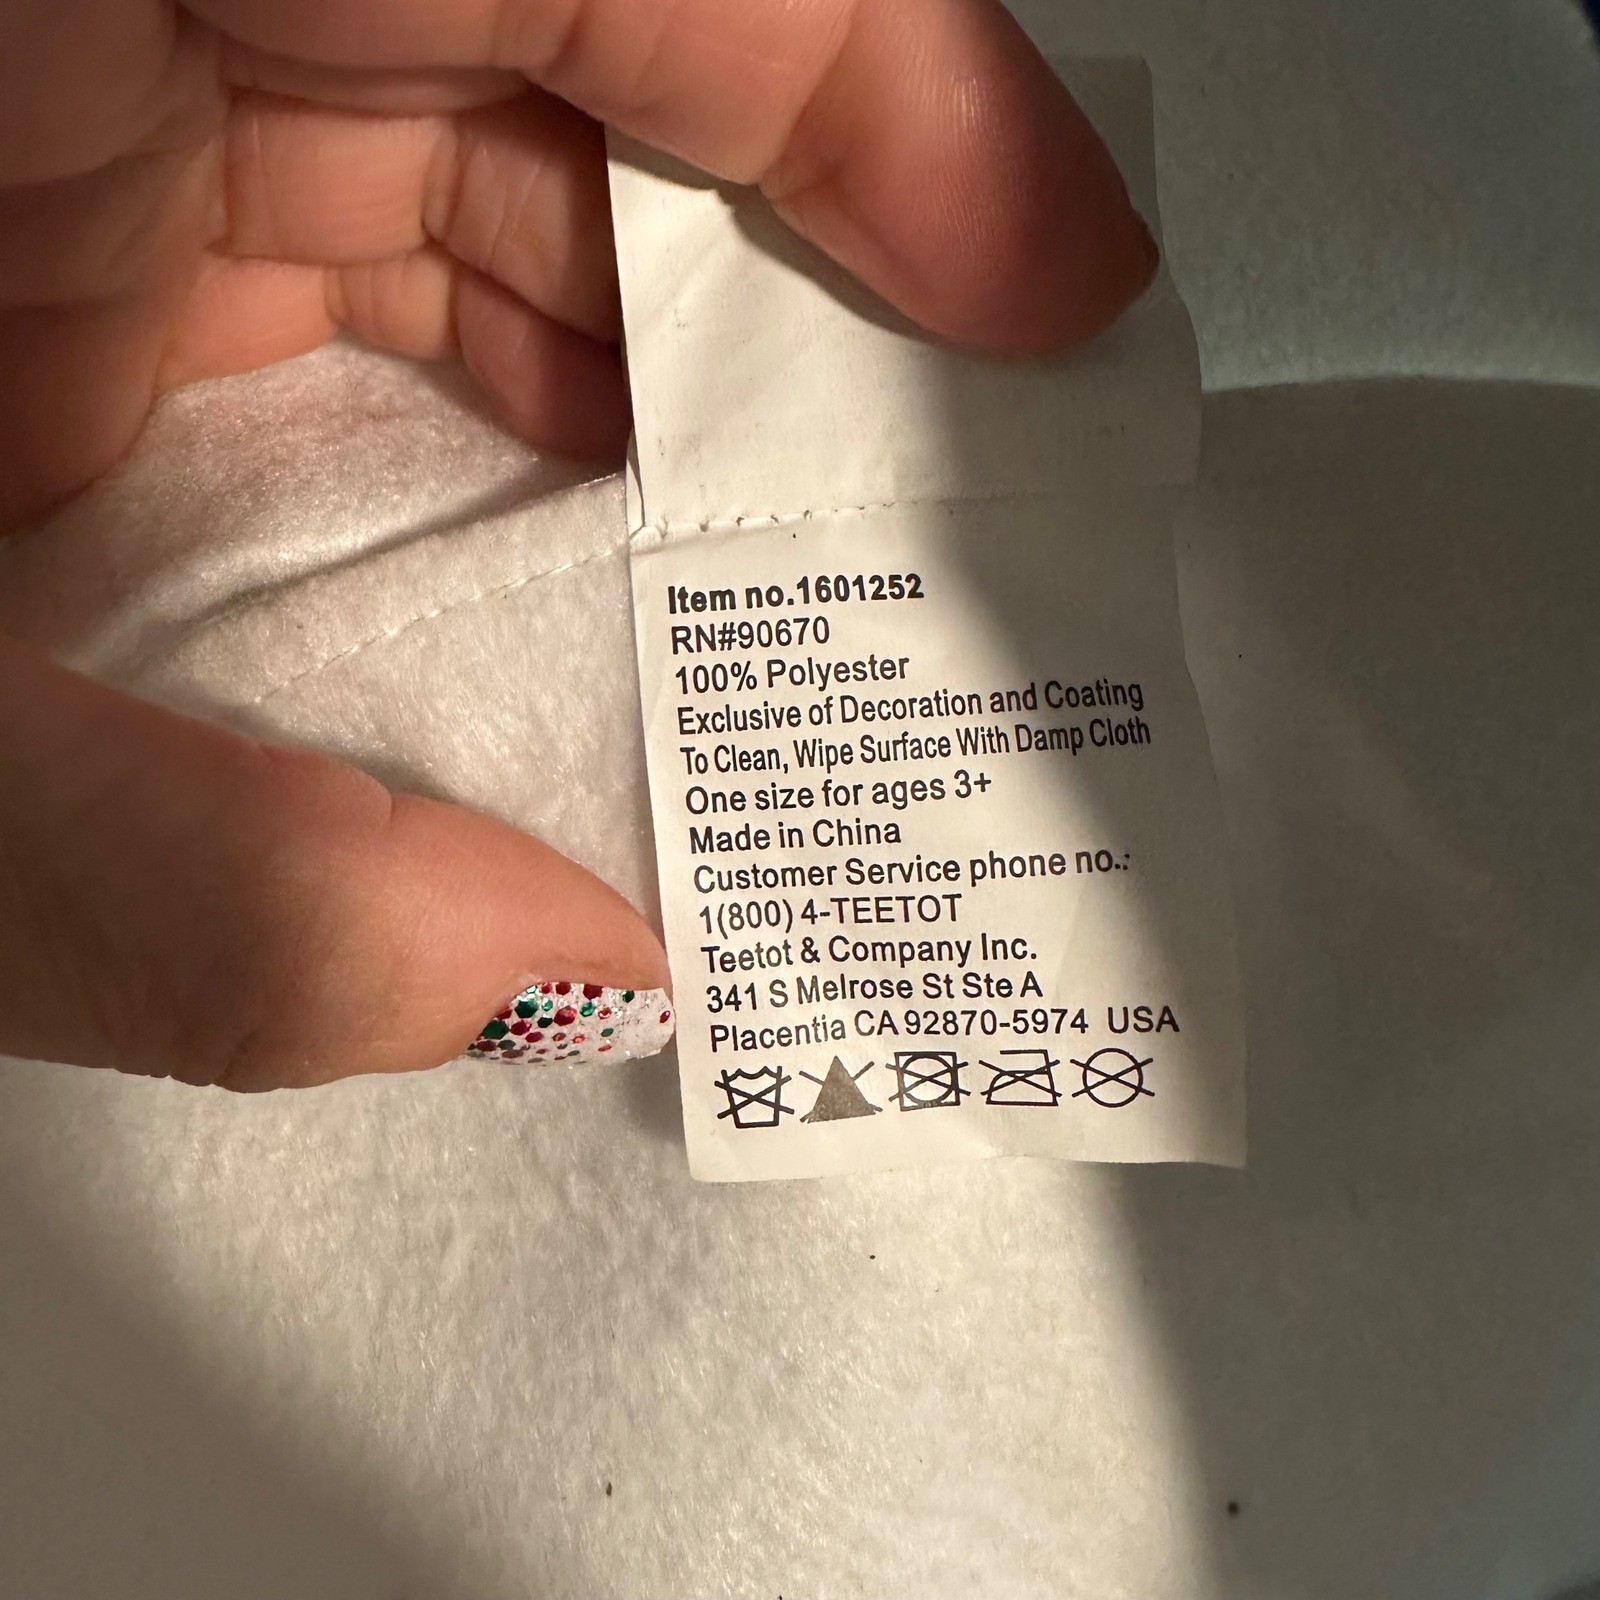 Item no.1601252
RN#90670
100% Polyester
Exclusive of Decoration and Coating
To Clean, Wipe Surface With Damp Cloth
One size for ages 3+
Made in China
Customer Service phone no.:
1(800) 4-TEETOT
Teetot & Company Inc.
341 S Melrose St Ste A
Placentia CA 92870-5974 USA